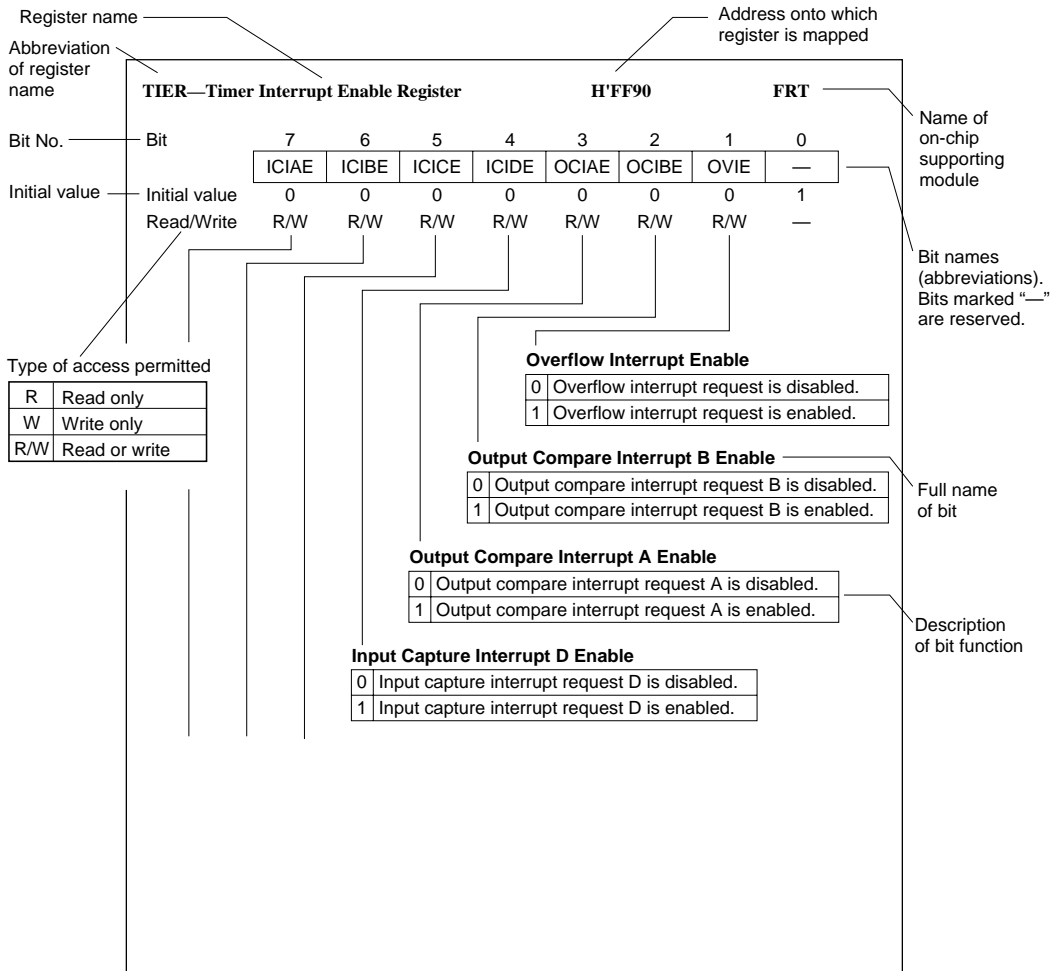 Register name
Address onto which
register is mapped
Abbreviation
of register
name
TIER—Timer Interrupt Enable Register H'FF90 FRT
Name of
on-chip
supporting
module
Bit No.
Bit 7 6 5 4 3 2 1 0
ICIAE ICIBE ICICE ICIDE OCIAE OCIBE OVIE —
Initial value
Initial value 0 0 0 0 0 0 0 1
Read/Write R/W R/W R/W R/W R/W R/W R/W —
Bit names
(abbreviations).
Bits marked “—”
are reserved.
Type of access permitted
R Read only
W Write only
R/W Read or write
Overflow Interrupt Enable
0 Overflow interrupt request is disabled.
1 Overflow interrupt request is enabled.
Output Compare Interrupt B Enable
0 Output compare interrupt request B is disabled.
1 Output compare interrupt request B is enabled.
Full name
of bit
Output Compare Interrupt A Enable
0 Output compare interrupt request A is disabled.
1 Output compare interrupt request A is enabled.
Description
of bit function
Input Capture Interrupt D Enable
0 Input capture interrupt request D is disabled.
1 Input capture interrupt request D is enabled.